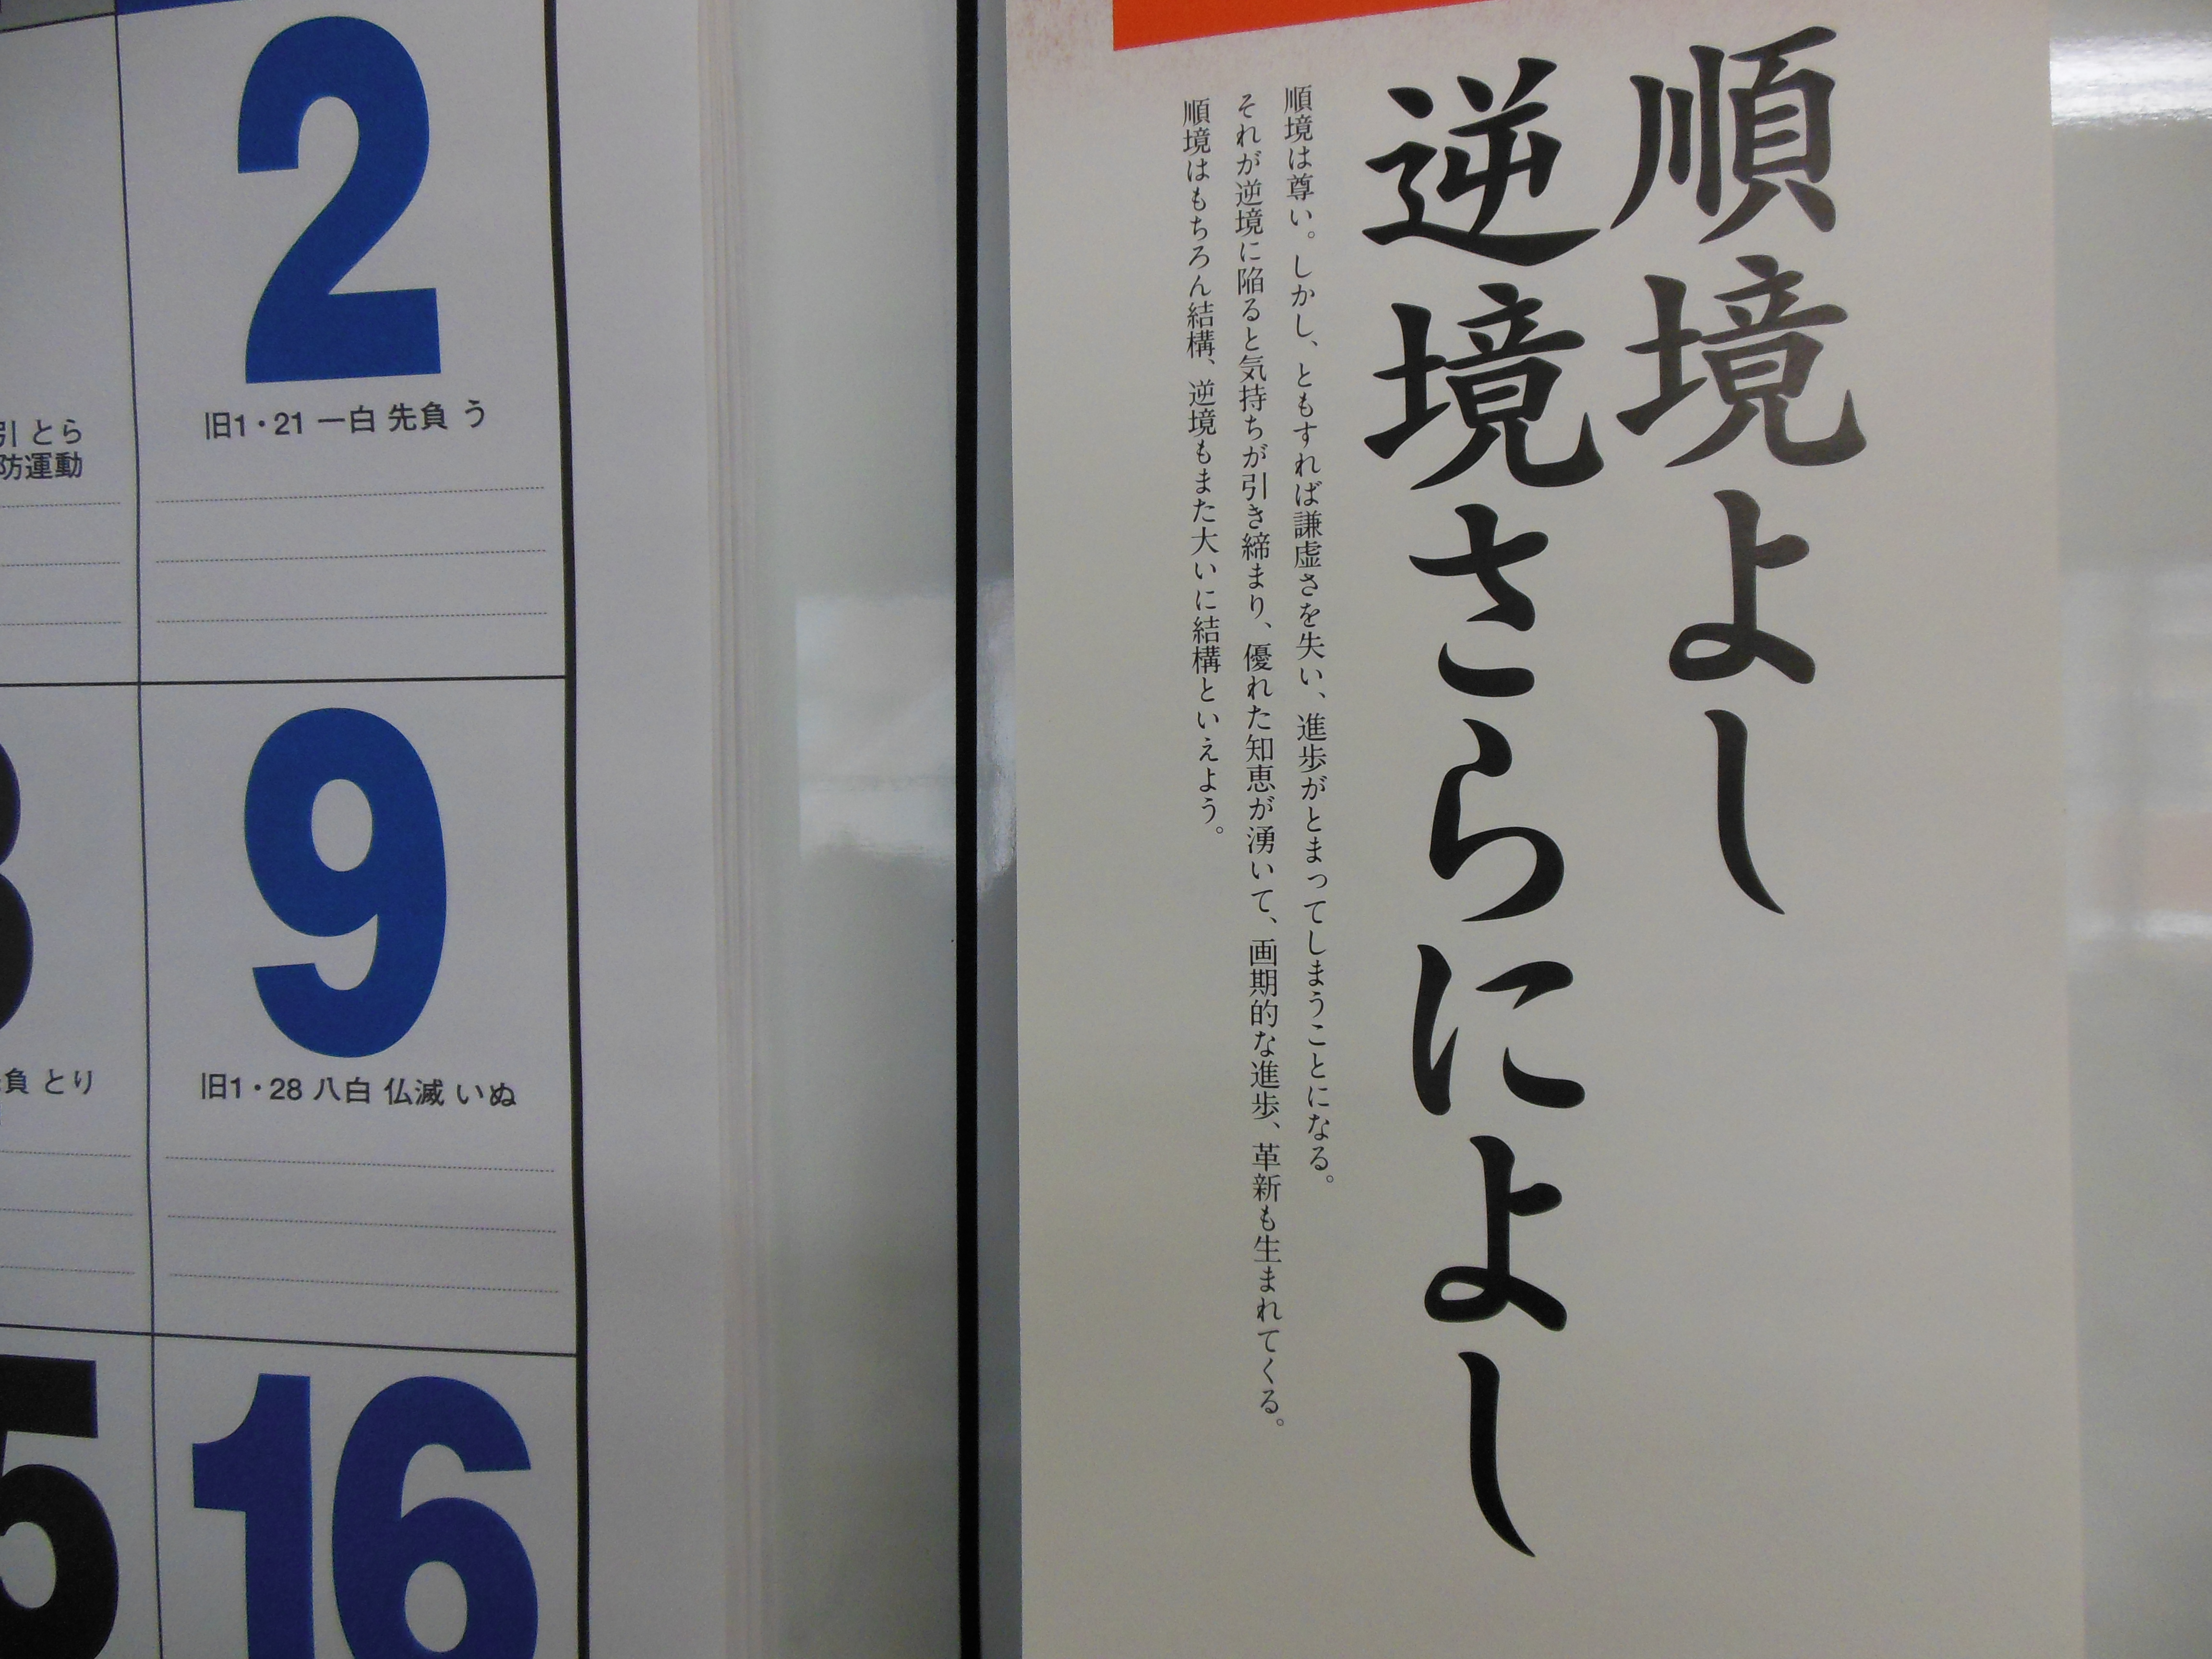 2
旧1・21 一白 先負 う
引 とら
防運動
9
旧1・28 八白 仏滅 いぬ
負 とり
5
16
順境よし
逆境さらによし
順境は尊い。しかし、ともすれば謙虚さを失い、進歩がとまってしまうことになる。
それが逆境に陥ると気持ちが引き締まり、優れた知恵が湧いて、画期的な進歩、革新も生まれてくる。
順境はもちろん結構、逆境もまた大いに結構といえよう。